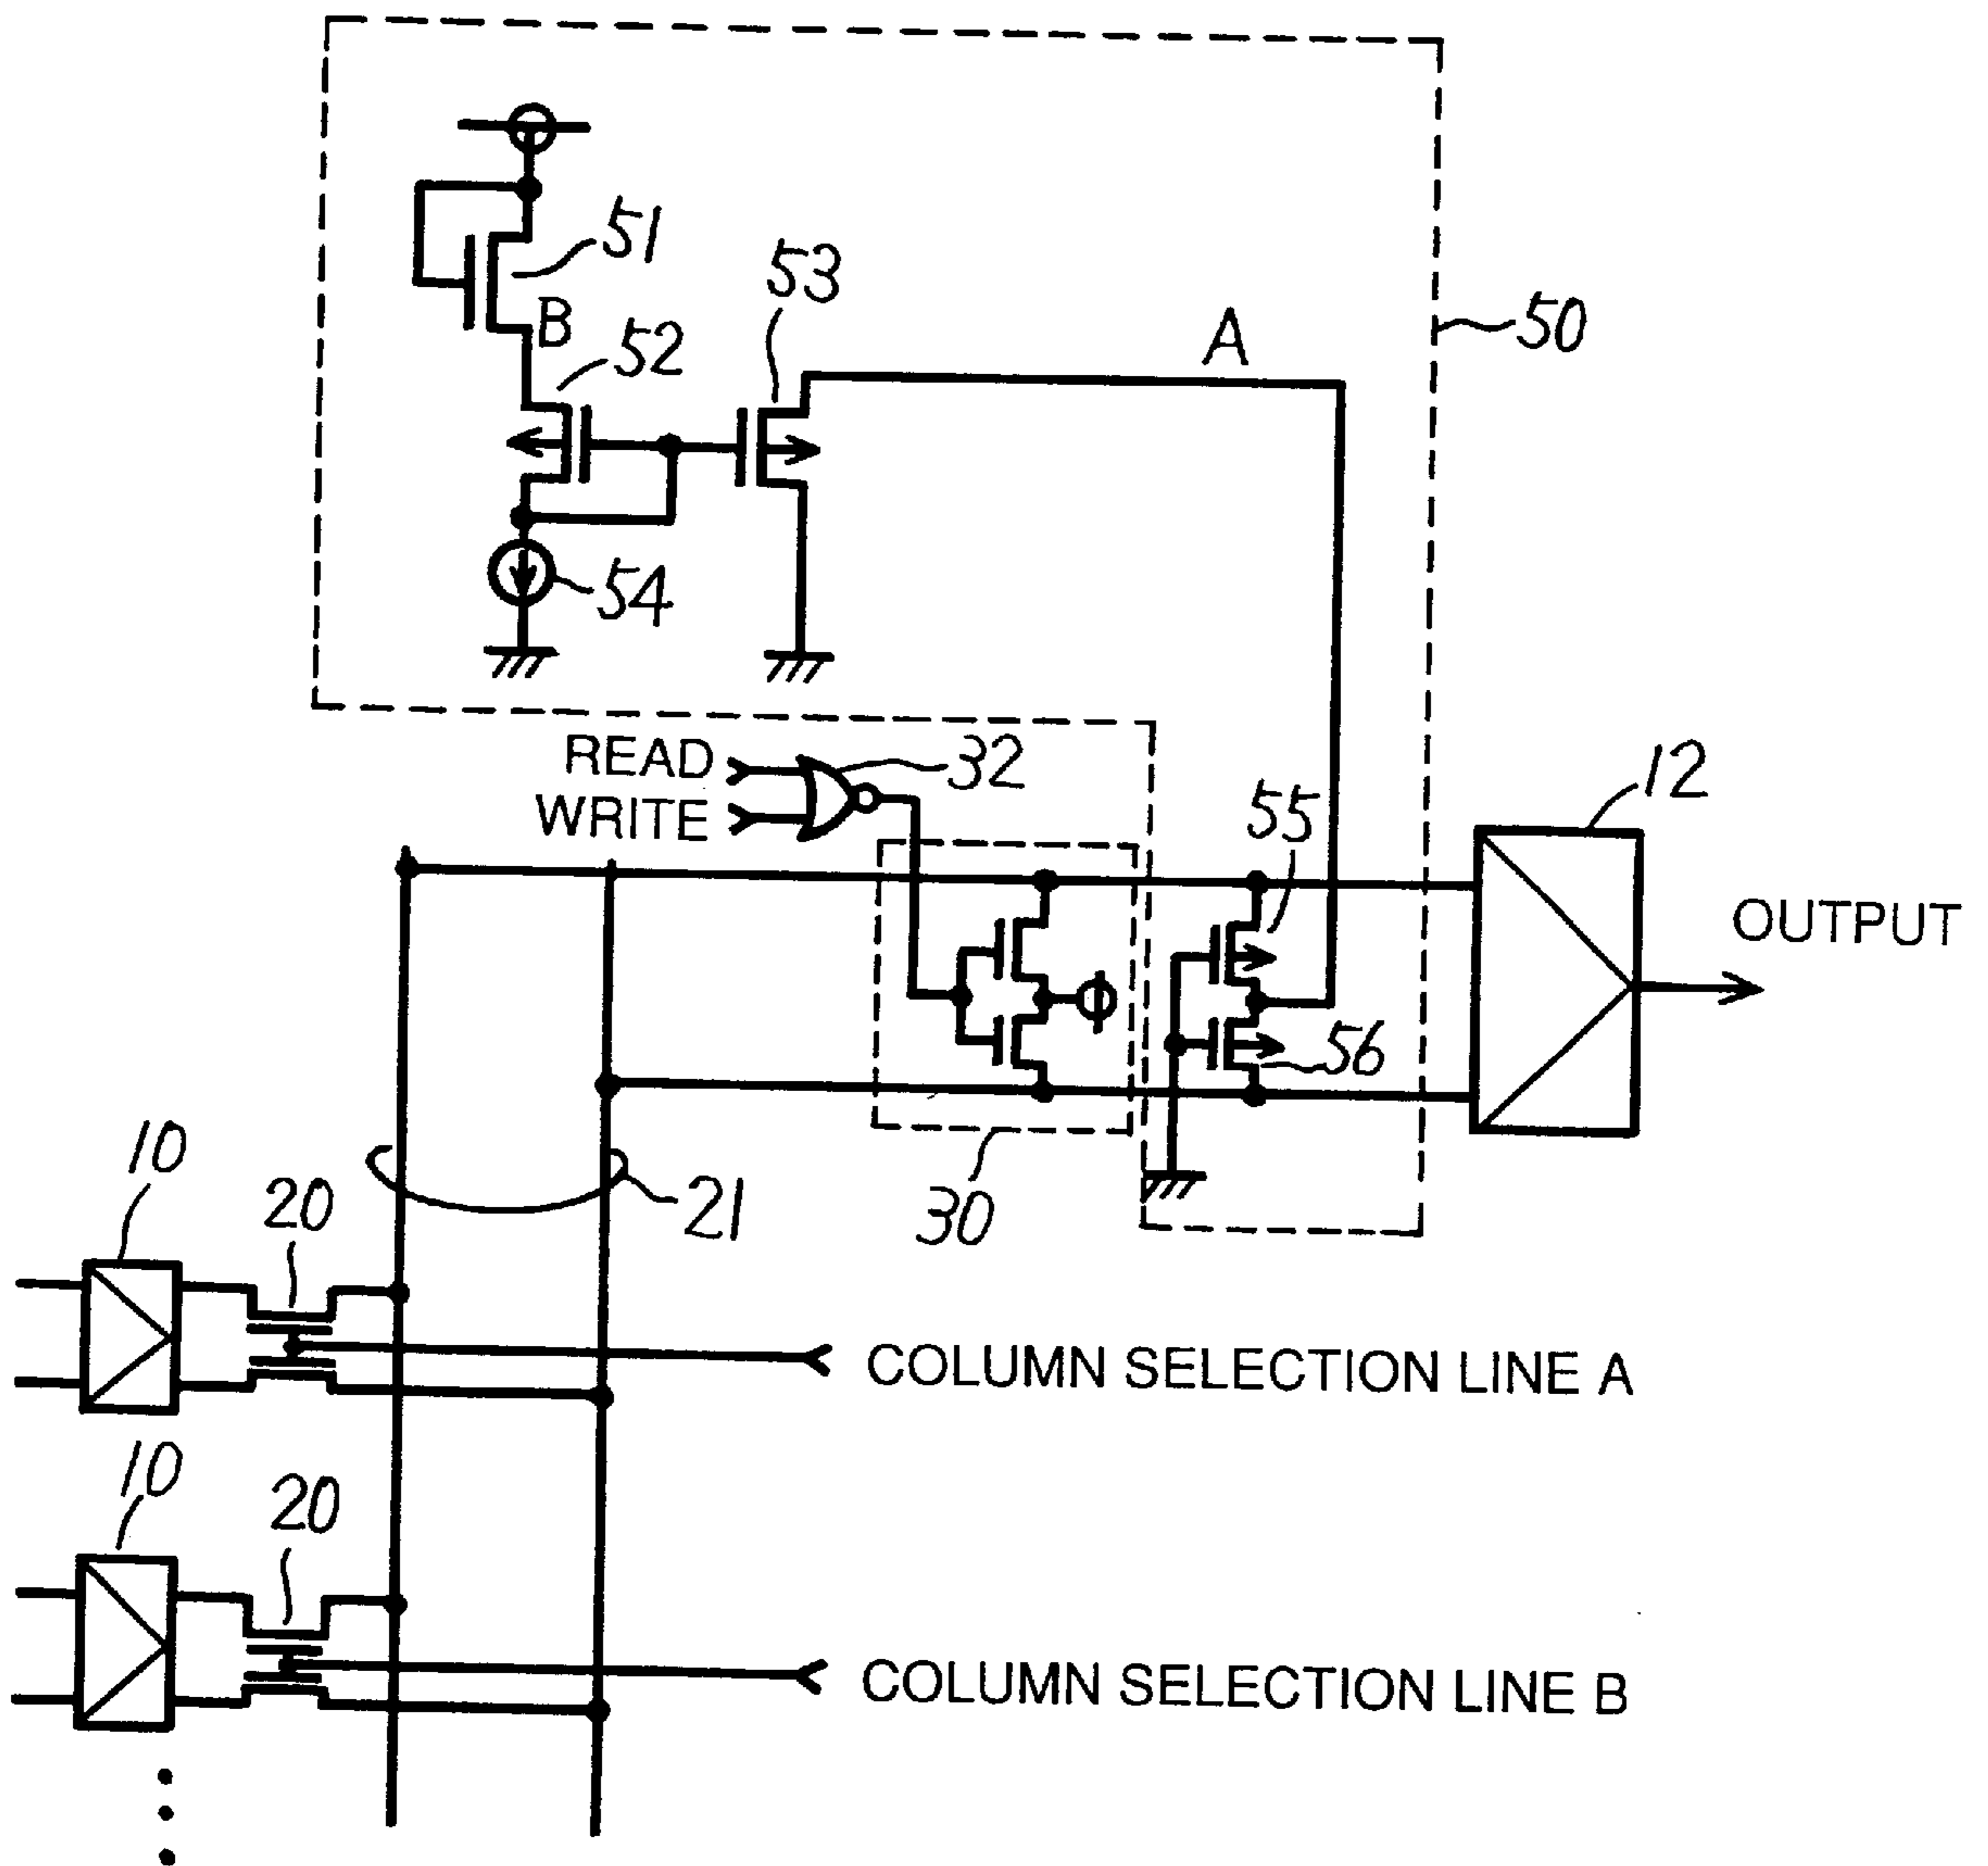 51
B
53
52
A
50
54
READ
WRITE
32
55
12
OUTPUT
56
30
10
20
21
COLUMN SELECTION LINE A
10
20
COLUMN SELECTION LINE B